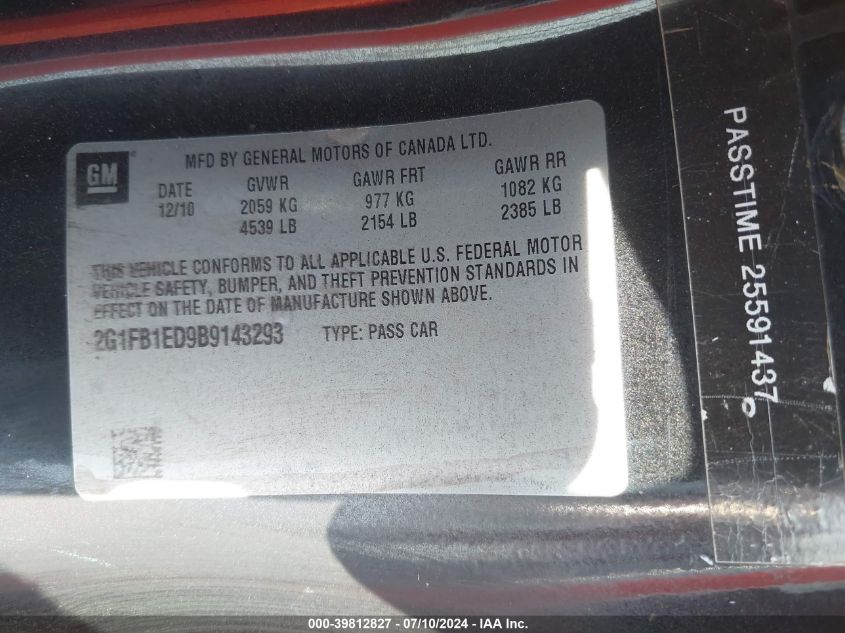 GM
MFD BY GENERAL MOTORS OF CANADA LTD.
DATE GVWR GAWR FRT GAWR RR
12/10 2059 KG 977 KG 1082 KG
4539 LB 2154 LB 2385 LB
THIS VEHICLE CONFORMS TO ALL APPLICABLE U.S. FEDERAL MOTOR
VEHICLE SAFETY, BUMPER, AND THEFT PREVENTION STANDARDS IN
EFFECT ON THE DATE OF MANUFACTURE SHOWN ABOVE.
2G1FB1ED9B9143293 TYPE: PASS CAR
PASSTIME 25591437
000-39812827 - 07/10/2024 - IAA Inc.